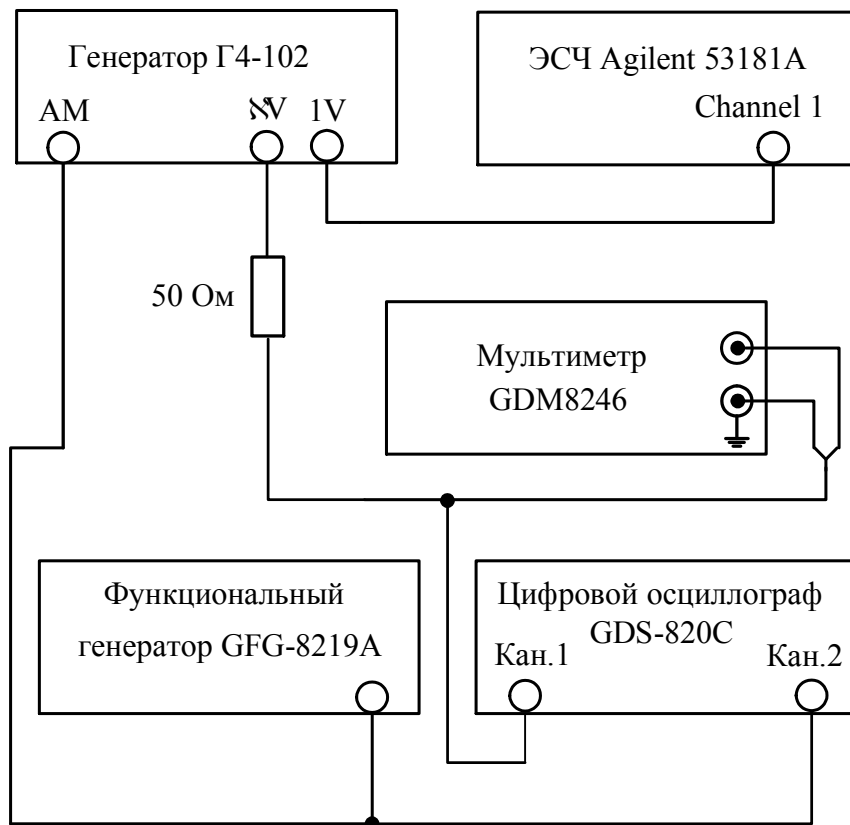 Генератор Г4-102
АМ
V
1V
ЭСЧ Agilent 53181A
Channel 1
50 Ом
Мультиметр
GDM8246
Функциональный
генератор GFG-8219A
Цифровой осциллограф
GDS-820C
Кан.1
Кан.2